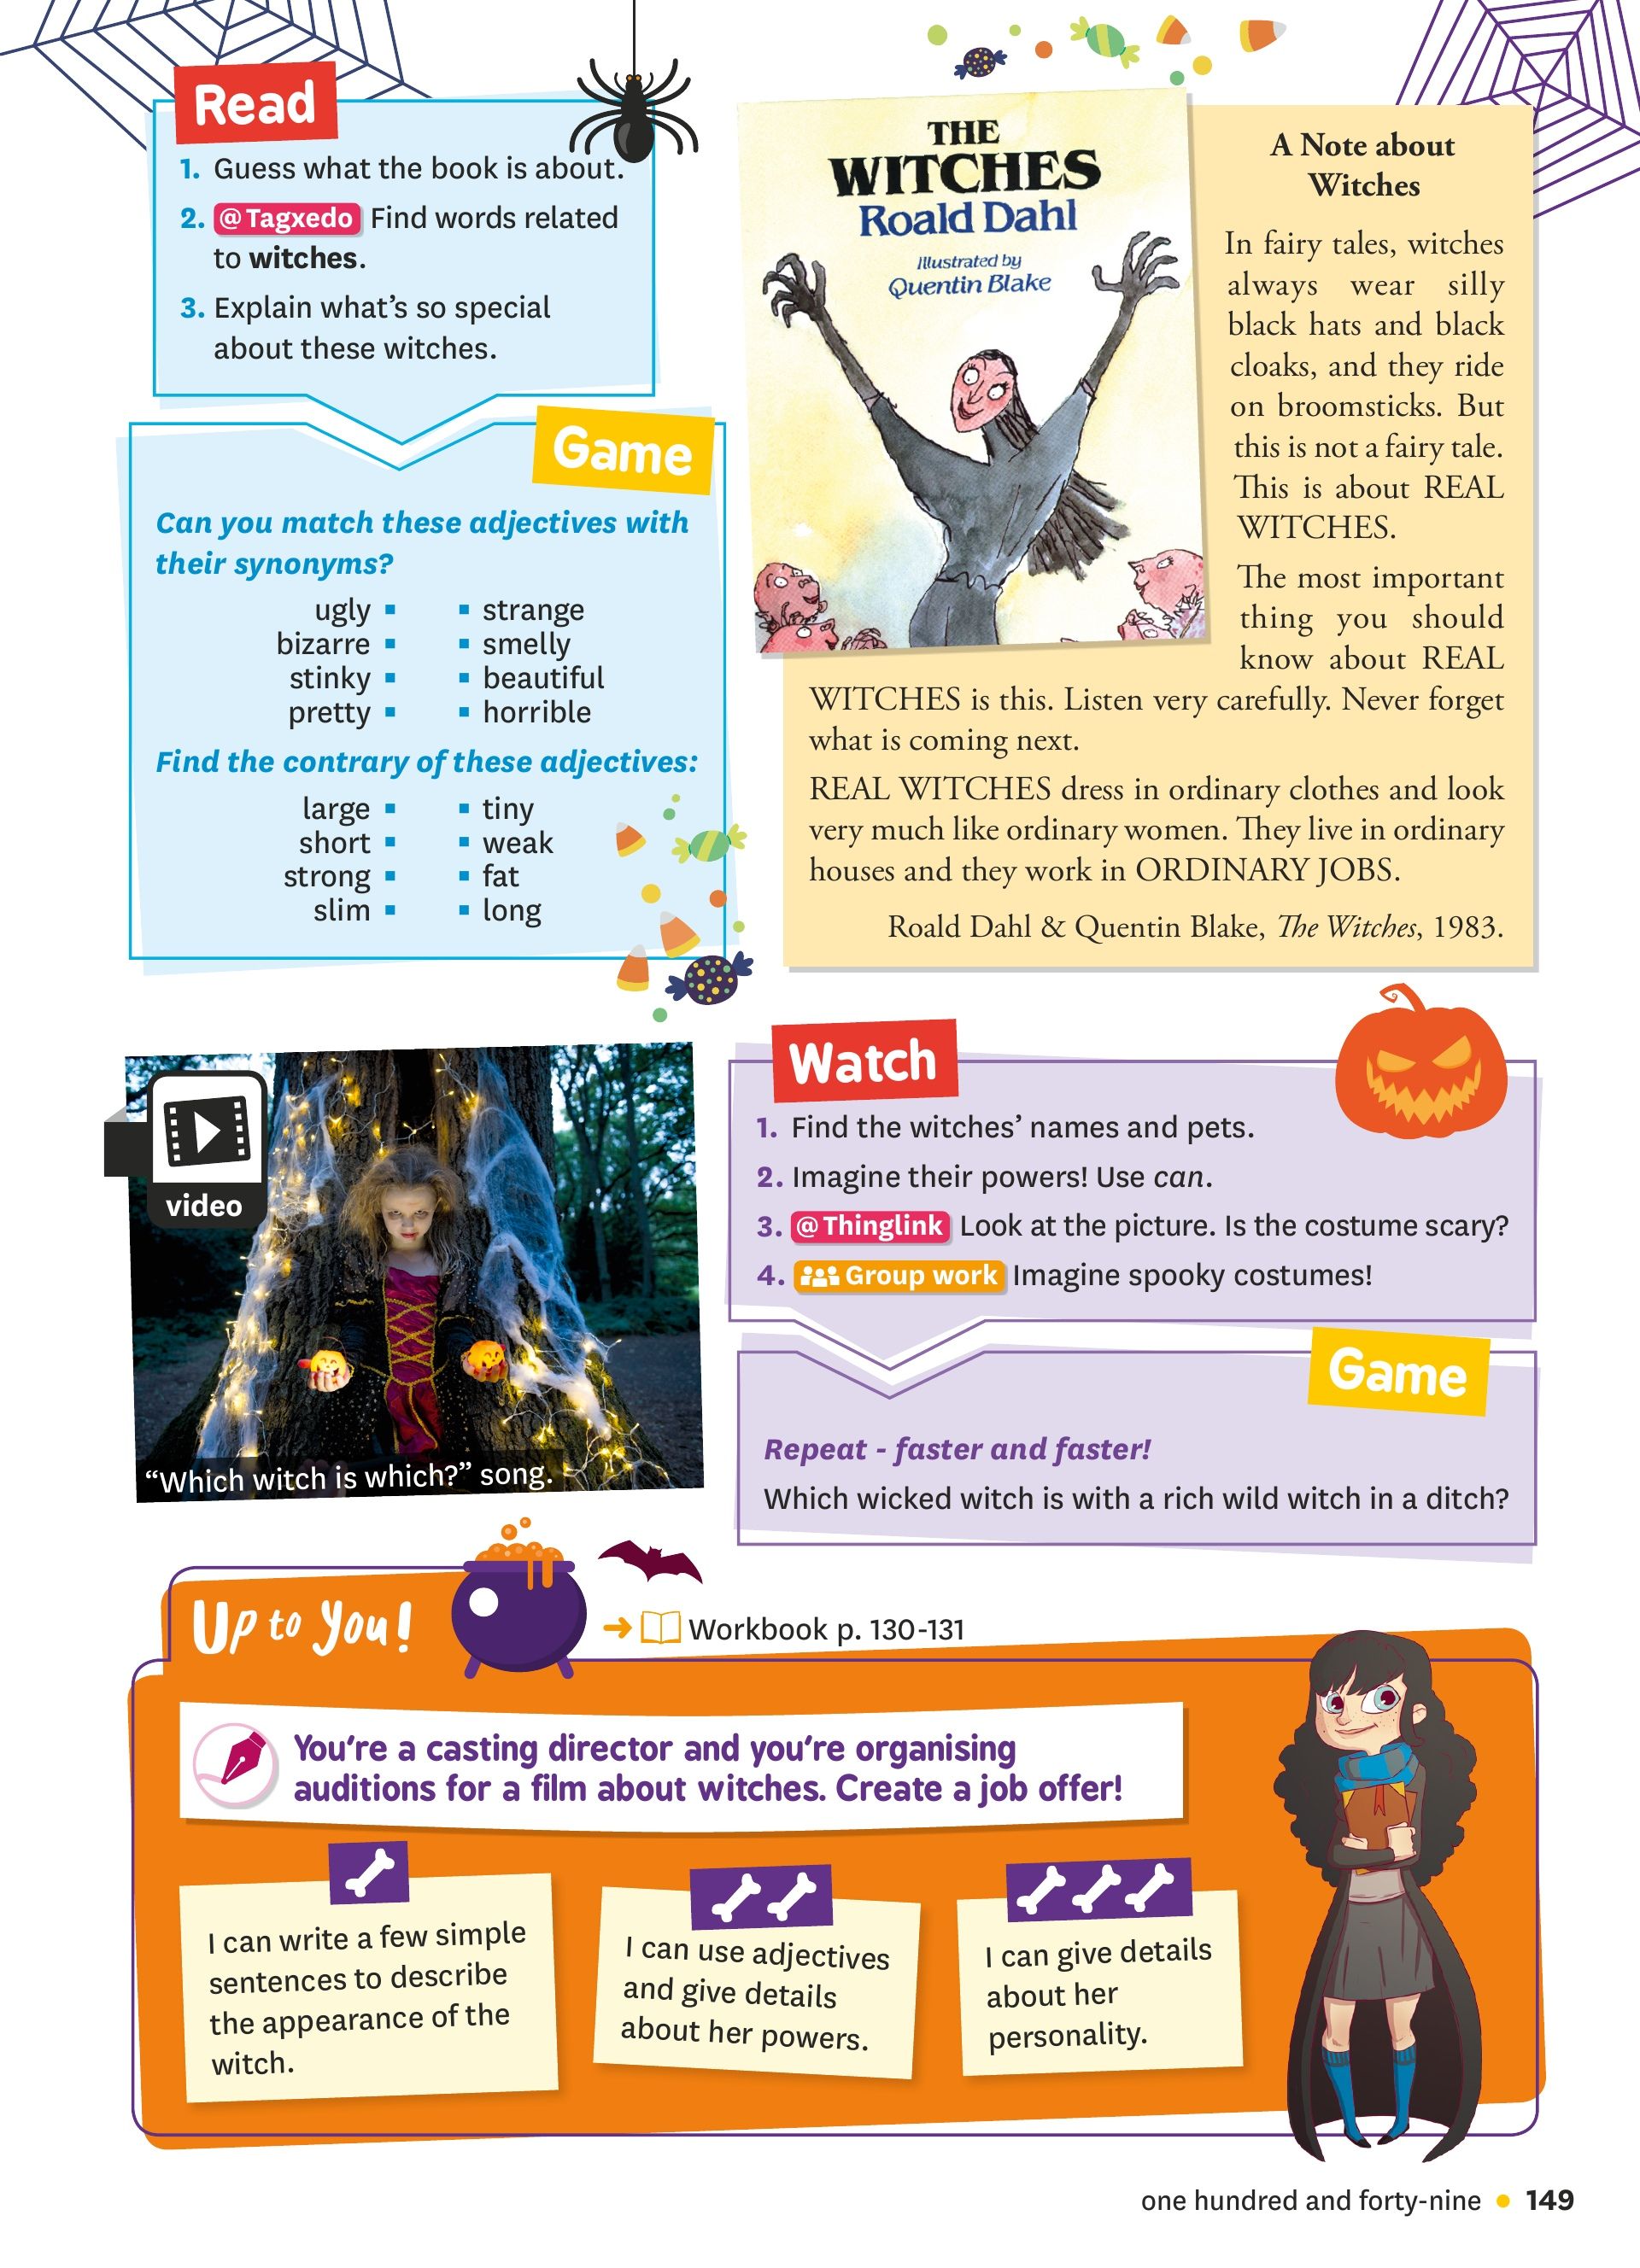 Read
1. Guess what the book is about.
2. @Tagxedo Find words related
to witches.
3. Explain what's so special
about these witches.
Game
Can you match these adjectives with
their synonyms?
ugly ▪ ▪ strange
bizarre ▪ ▪ smelly
stinky ▪ ▪ beautiful
pretty ▪ ▪ horrible
Find the contrary of these adjectives:
large ▪ ▪ tiny
short ▪ ▪ weak
strong ▪ ▪ fat
slim ▪ ▪ long
THE
WITCHES
Roald Dahl
Illustrated by
Quentin Blake
A Note about
Witches
In fairy tales, witches
always wear silly
black hats and black
cloaks, and they ride
on broomsticks. But
this is not a fairy tale.
This is about REAL
WITCHES.
The most important
thing you should
know about REAL
WITCHES is this. Listen very carefully. Never forget
what is coming next.
REAL WITCHES dress in ordinary clothes and look
very much like ordinary women. They live in ordinary
houses and they work in ORDINARY JOBS.
Roald Dahl & Quentin Blake, The Witches, 1983.
video
"Which witch is which?" song.
Watch
1. Find the witches' names and pets.
2. Imagine their powers! Use can.
3. @Thinglink Look at the picture. Is the costume scary?
4. Group work Imagine spooky costumes!
Game
Repeat - faster and faster!
Which wicked witch is with a rich wild witch in a ditch?
Up to You!
→ Workbook p. 130-131
You're a casting director and you're organising
auditions for a film about witches. Create a job offer!
I can write a few simple
sentences to describe
the appearance of the
witch.
I can use adjectives
and give details
about her powers.
I can give details
about her
personality.
one hundred and forty-nine • 149